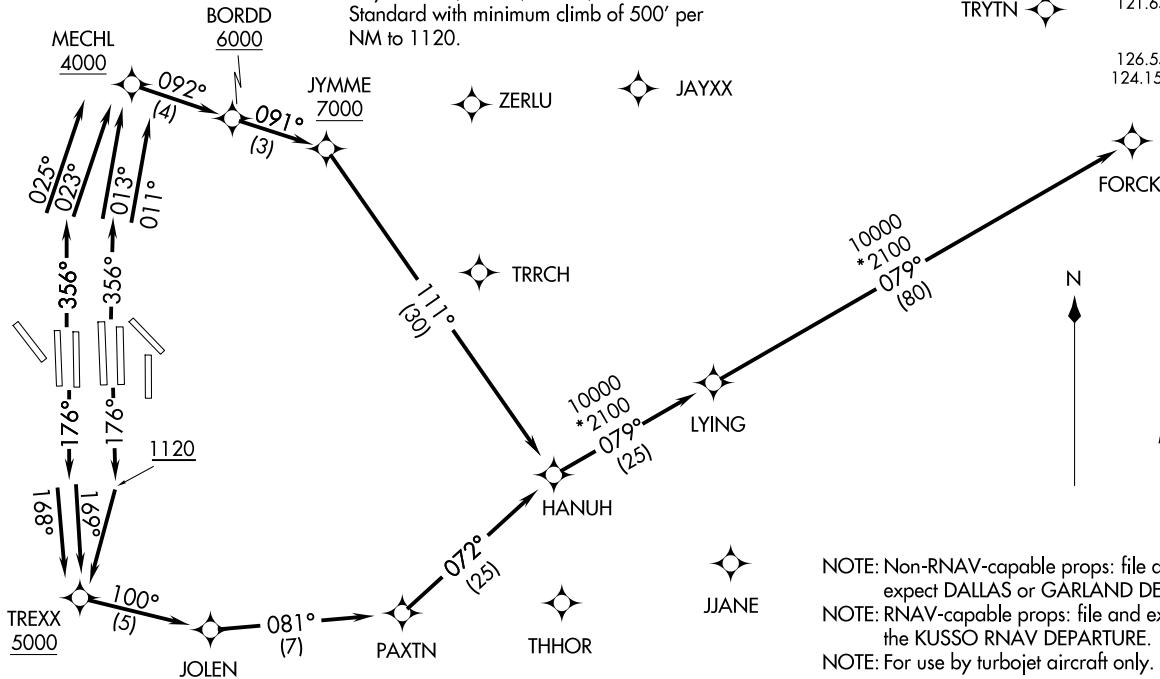 Standard with minimum climb of 500' per
NM to 1120.
BORDD
6000
MECHL
4000
JYMME
7000
TRYTN
ZERLU
JAYXX
FORCK
092°
(4)
091°
(3)
025°
023°
013°
011°
356°
356°
TRRCH
111°
(30)
10000
*2100
079°
(80)
N
10000
*2100
079°
(25)
LYING
HANUH
176°
176°
1120
168°
169°
072°
(25)
TREXX
5000
100°
(5)
JOLEN
081°
(7)
PAXTN
THHOR
JJANE
NOTE: Non-RNAV-capable props: file
expect DALLAS or GARLAND
NOTE: RNAV-capable props: file and
the KUSSO RNAV DEPARTURE.
NOTE: For use by turbojet aircraft only.
126.5
124.15